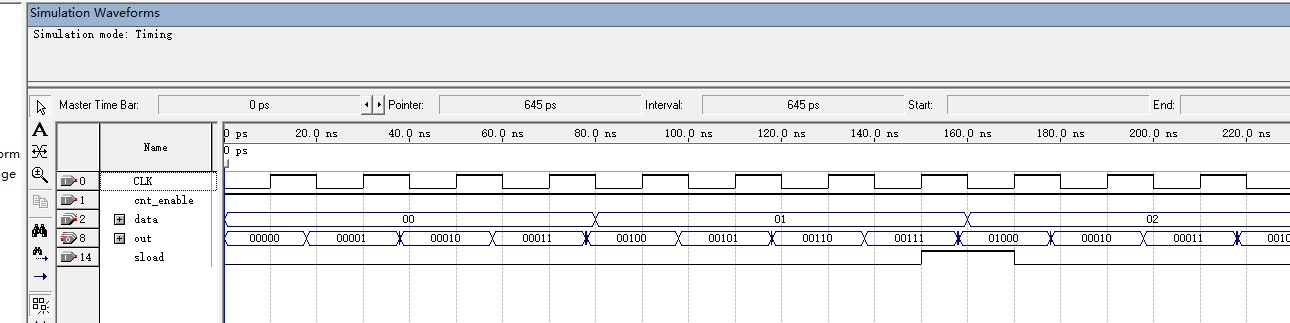 Simulation Waveforms
Simulation mode: Timing
Master Time Bar: 0 ps Pointer: 645 ps Interval: 645 ps Start: End:
Name 0 ps 20.0 ns 40.0 ns 60.0 ns 80.0 ns 100.0 ns 120.0 ns 140.0 ns 160.0 ns 180.0 ns 200.0 ns 220.0 ns
0 ps
orm
ge
A
0 CLK
1 cnt_enable
2 data 00 01 02
8 out 00000 00001 00010 00011 00100 00101 00110 00111 01000 00010 00011 0010
14 sload